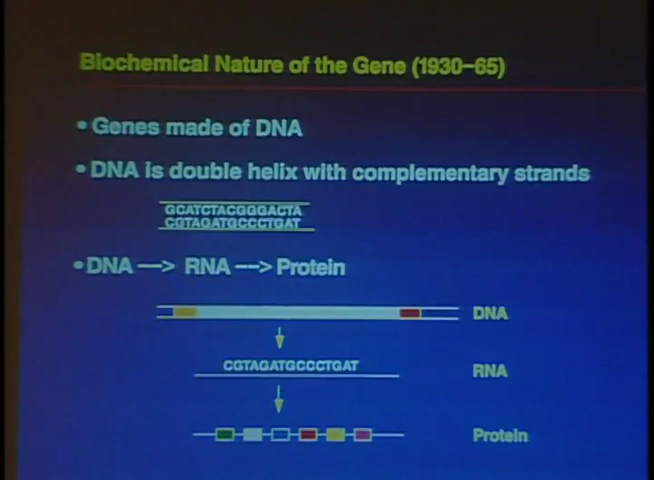 Biochemical Nature of the Gene (1930–65)
• Genes made of DNA
• DNA is double helix with complementary strands
GCATCTACGGGACTA
CGTAGATGCCCTGAT
• DNA —> RNA —> Protein
DNA
CGTAGATGCCCTGAT
RNA
Protein